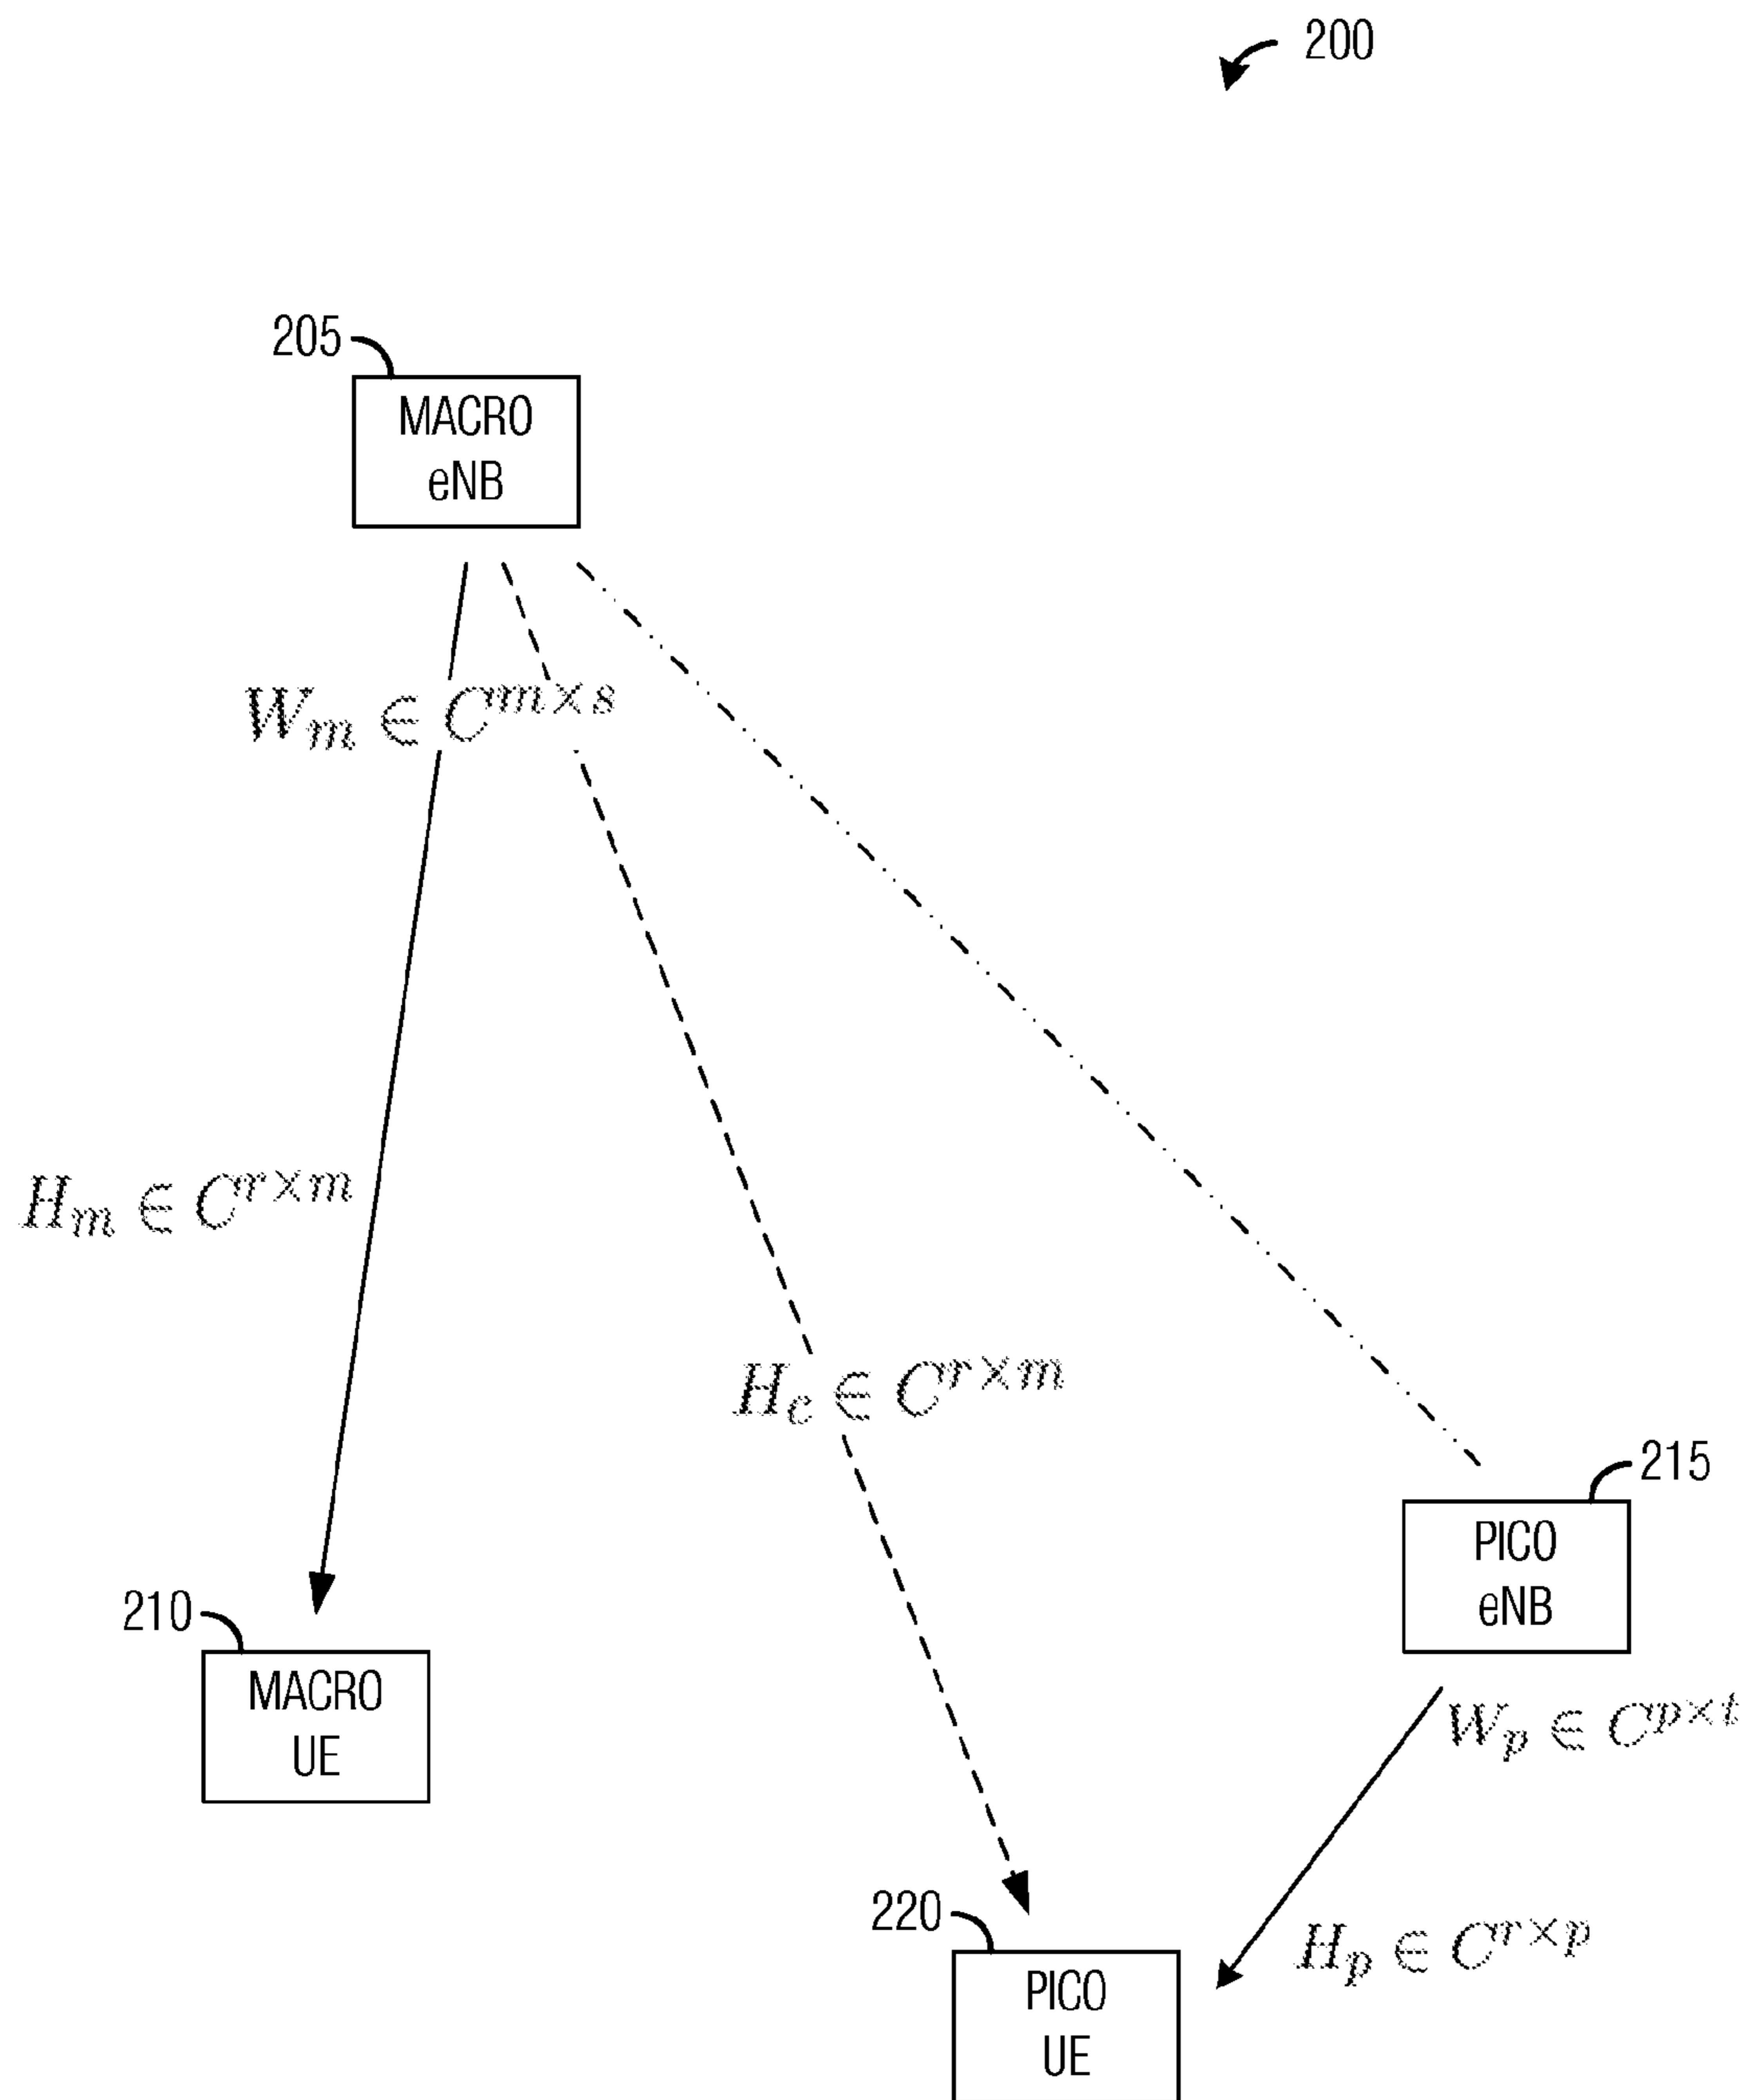 200
205
MACRO
eNB
W_m ∈ C^{m×s}
H_m ∈ C^{r×m}
H_c ∈ C^{r×m}
215
PICO
eNB
210
MACRO
UE
W_p ∈ C^{p×t}
220
H_p ∈ C^{r×p}
PICO
UE